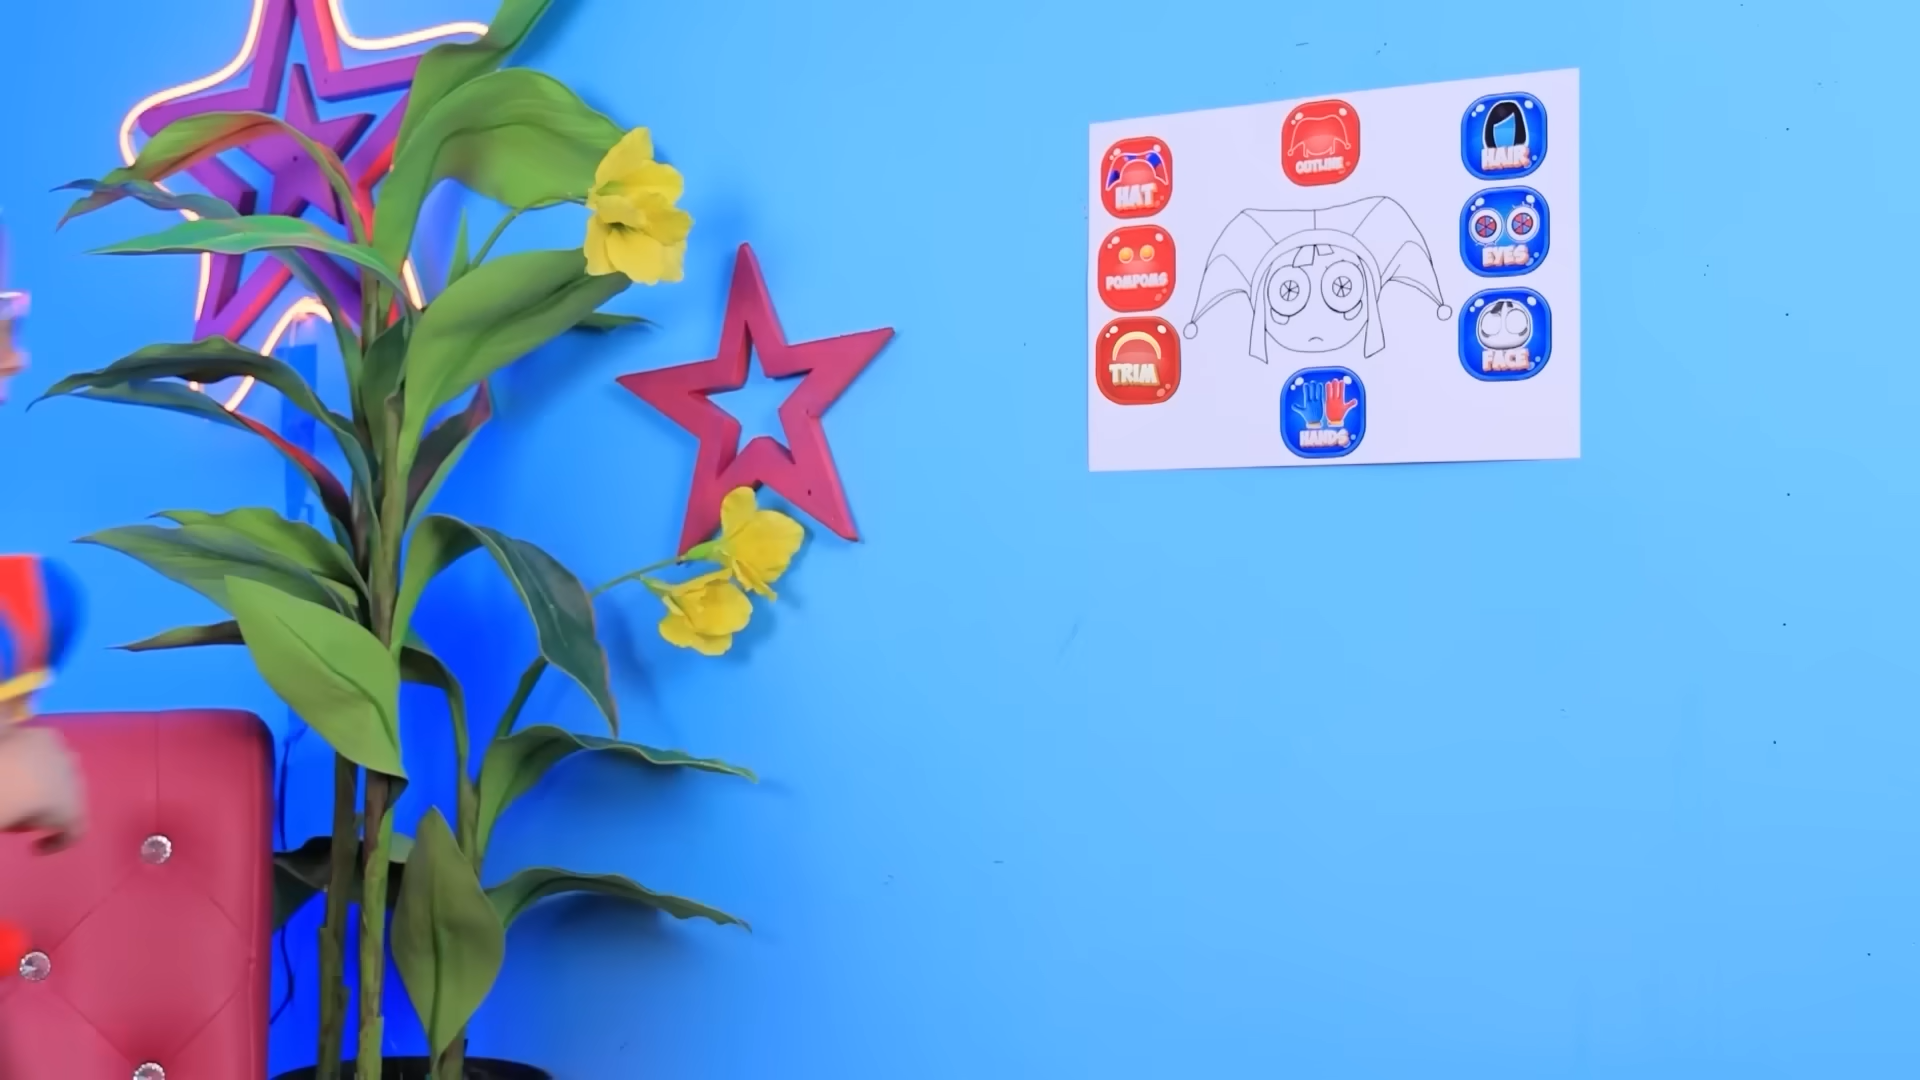 OUTLINE
HAT
POMPOMS
TRIM
HAIR
EYES
FACE
HANDS